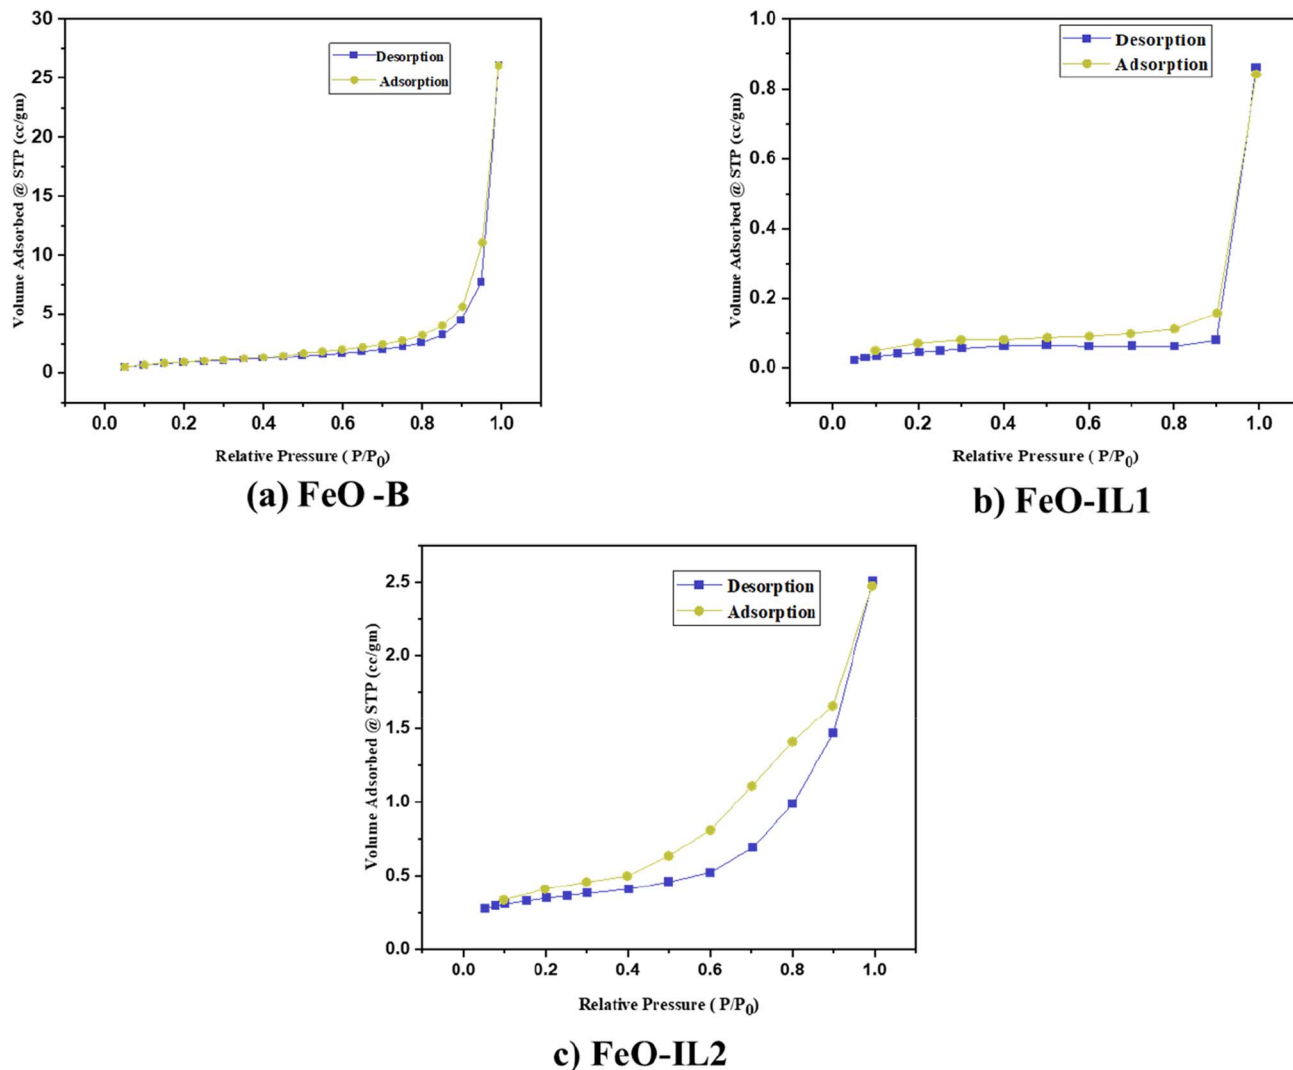 30
25
20
15
10
5
0
Volume Adsorbed @ STP (cc/gm)
Desorption
Adsorption
0.0 0.2 0.4 0.6 0.8 1.0
Relative Pressure ( P/P0)
(a) FeO -B
1.0
0.8
0.6
0.4
0.2
0.0
Volume Adsorbed @ STP (cc/gm)
Desorption
Adsorption
0.0 0.2 0.4 0.6 0.8 1.0
Relative Pressure ( P/P0)
b) FeO-IL1
2.5
2.0
1.5
1.0
0.5
0.0
Volume Adsorbed @ STP (cc/gm)
Desorption
Adsorption
0.0 0.2 0.4 0.6 0.8 1.0
Relative Pressure ( P/P0)
c) FeO-IL2